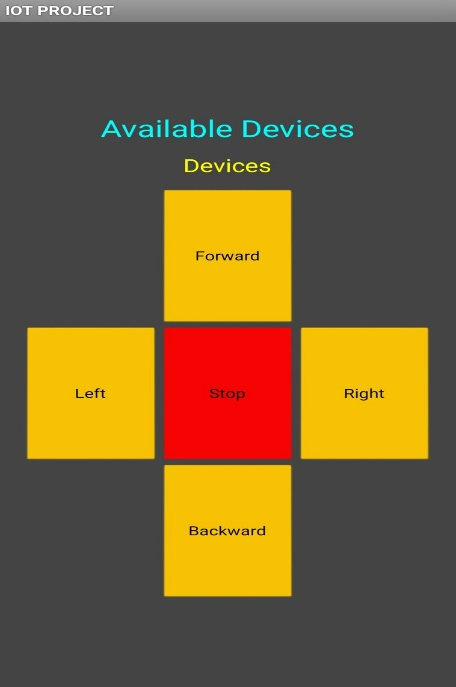 IOT PROJECT
Available Devices
Devices
Forward
Left
Stop
Right
Backward